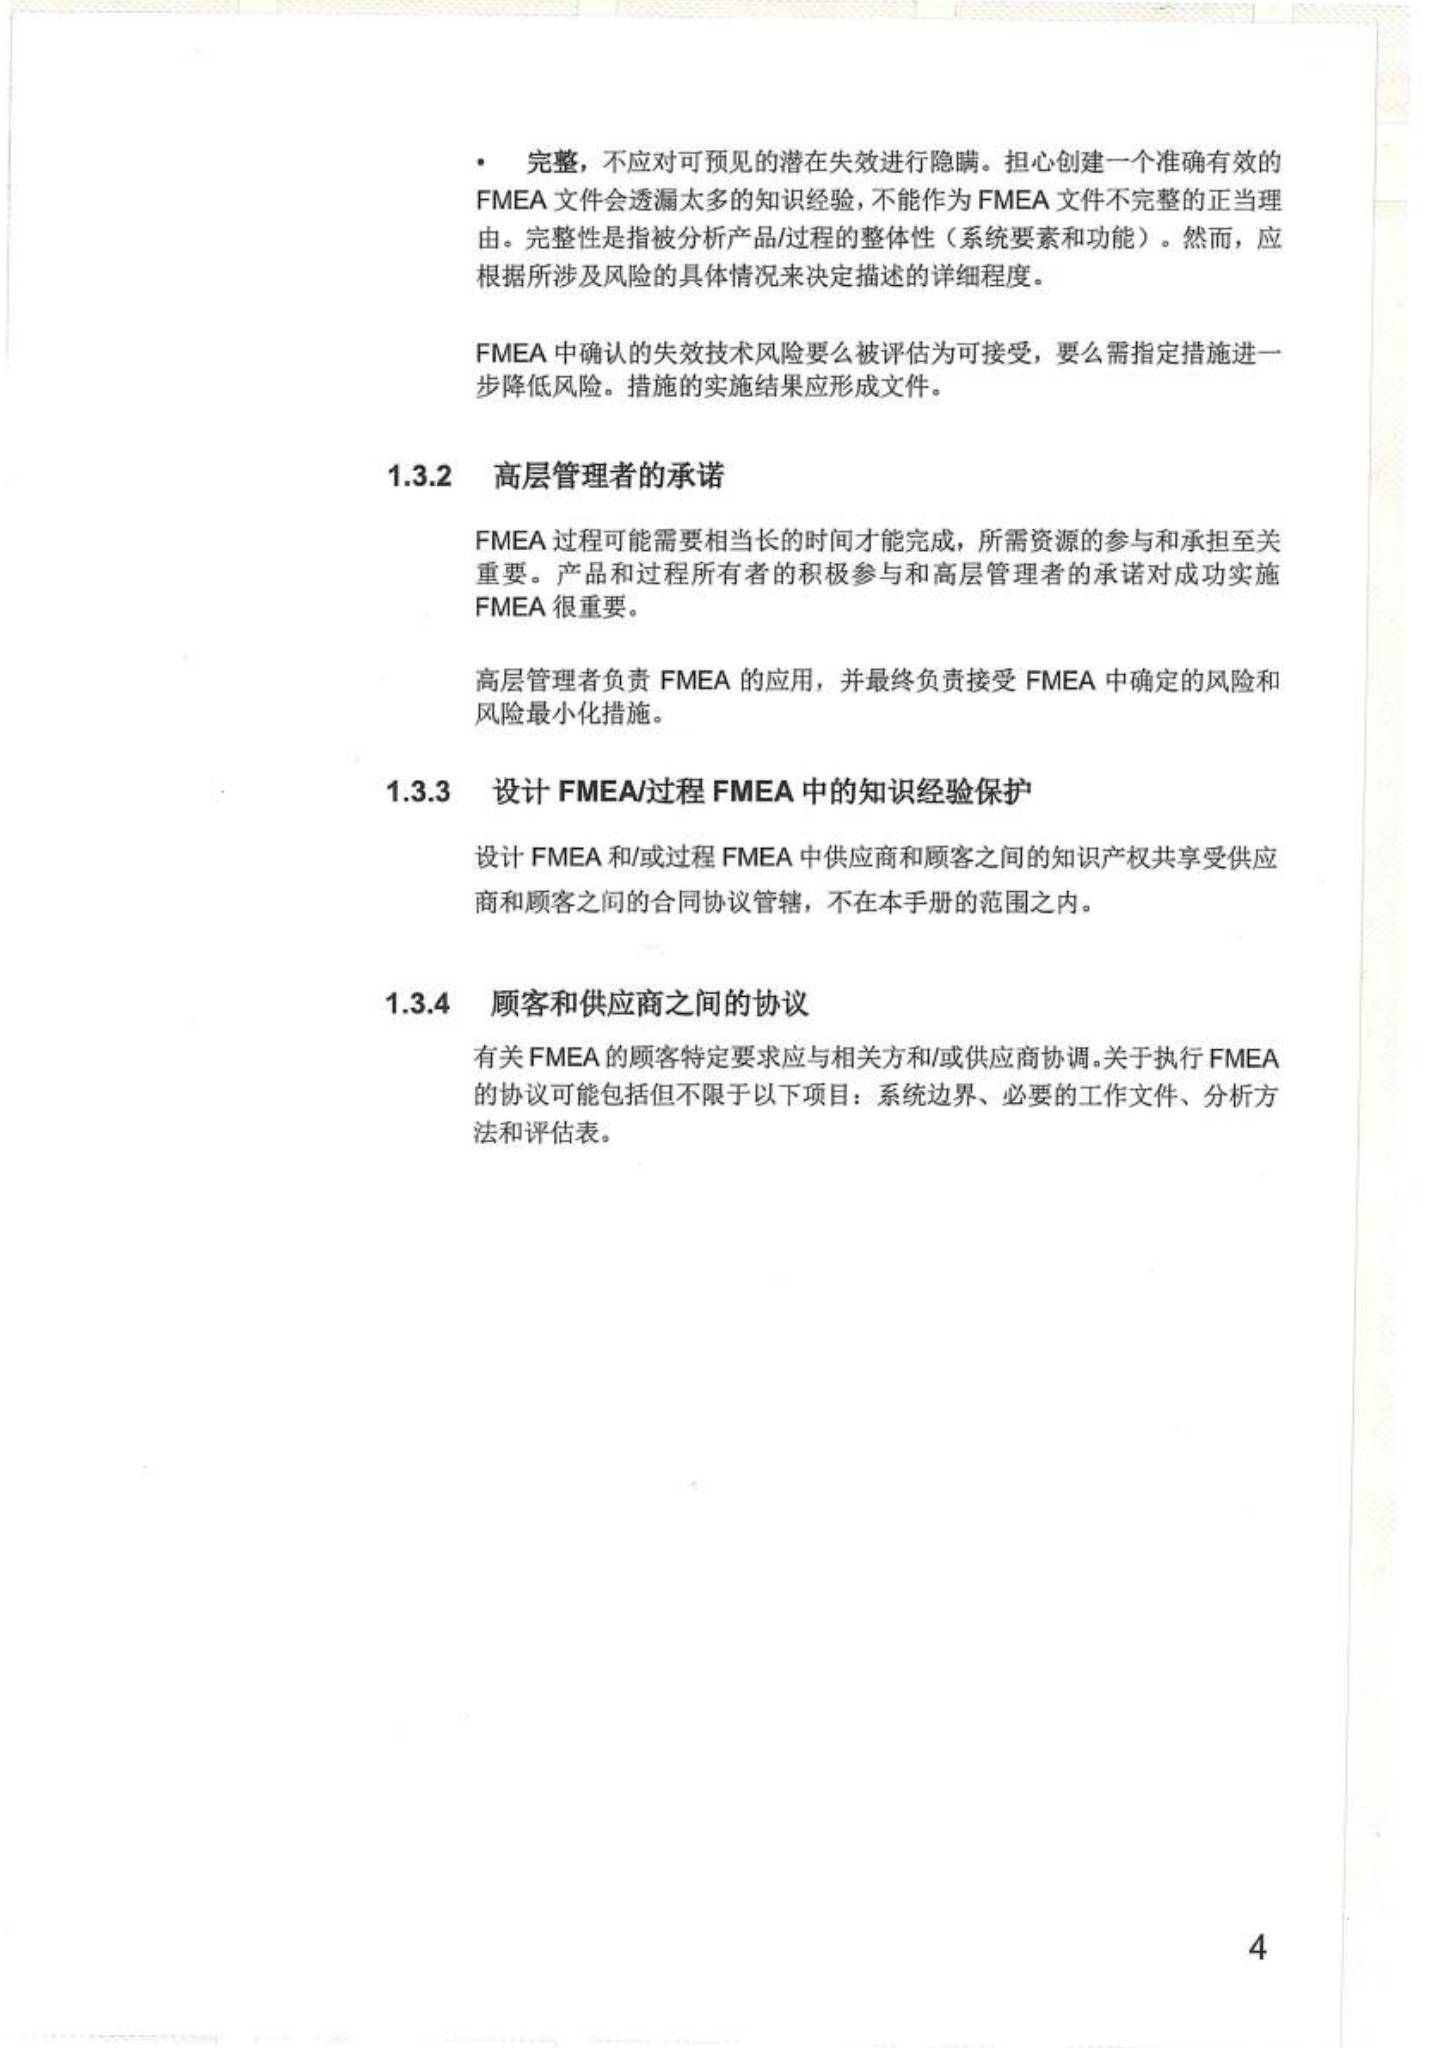 • 完整，不应对可预见的潜在失效进行隐瞒。担心创建一个准确有效的
FMEA 文件会透漏太多的知识经验，不能作为 FMEA 文件不完整的正当理
由。完整性是指被分析产品/过程的整体性（系统要素和功能）。然而，应
根据所涉及风险的具体情况来决定描述的详细程度。
FMEA 中确认的失效技术风险要么被评估为可接受，要么需指定措施进一
步降低风险。措施的实施结果应形成文件。
1.3.2 高层管理者的承诺
FMEA 过程可能需要相当长的时间才能完成，所需资源的参与和承担至关
重要。产品和过程所有者的积极参与和高层管理者的承诺对成功实施
FMEA 很重要。
高层管理者负责 FMEA 的应用，并最终负责接受 FMEA 中确定的风险和
风险最小化措施。
1.3.3 设计 FMEA/过程 FMEA 中的知识经验保护
设计 FMEA 和/或过程 FMEA 中供应商和顾客之间的知识产权共享受供应
商和顾客之间的合同协议管辖，不在本手册的范围之内。
1.3.4 顾客和供应商之间的协议
有关 FMEA 的顾客特定要求应与相关方和/或供应商协调。关于执行 FMEA
的协议可能包括但不限于以下项目：系统边界、必要的工作文件、分析方
法和评估表。
4